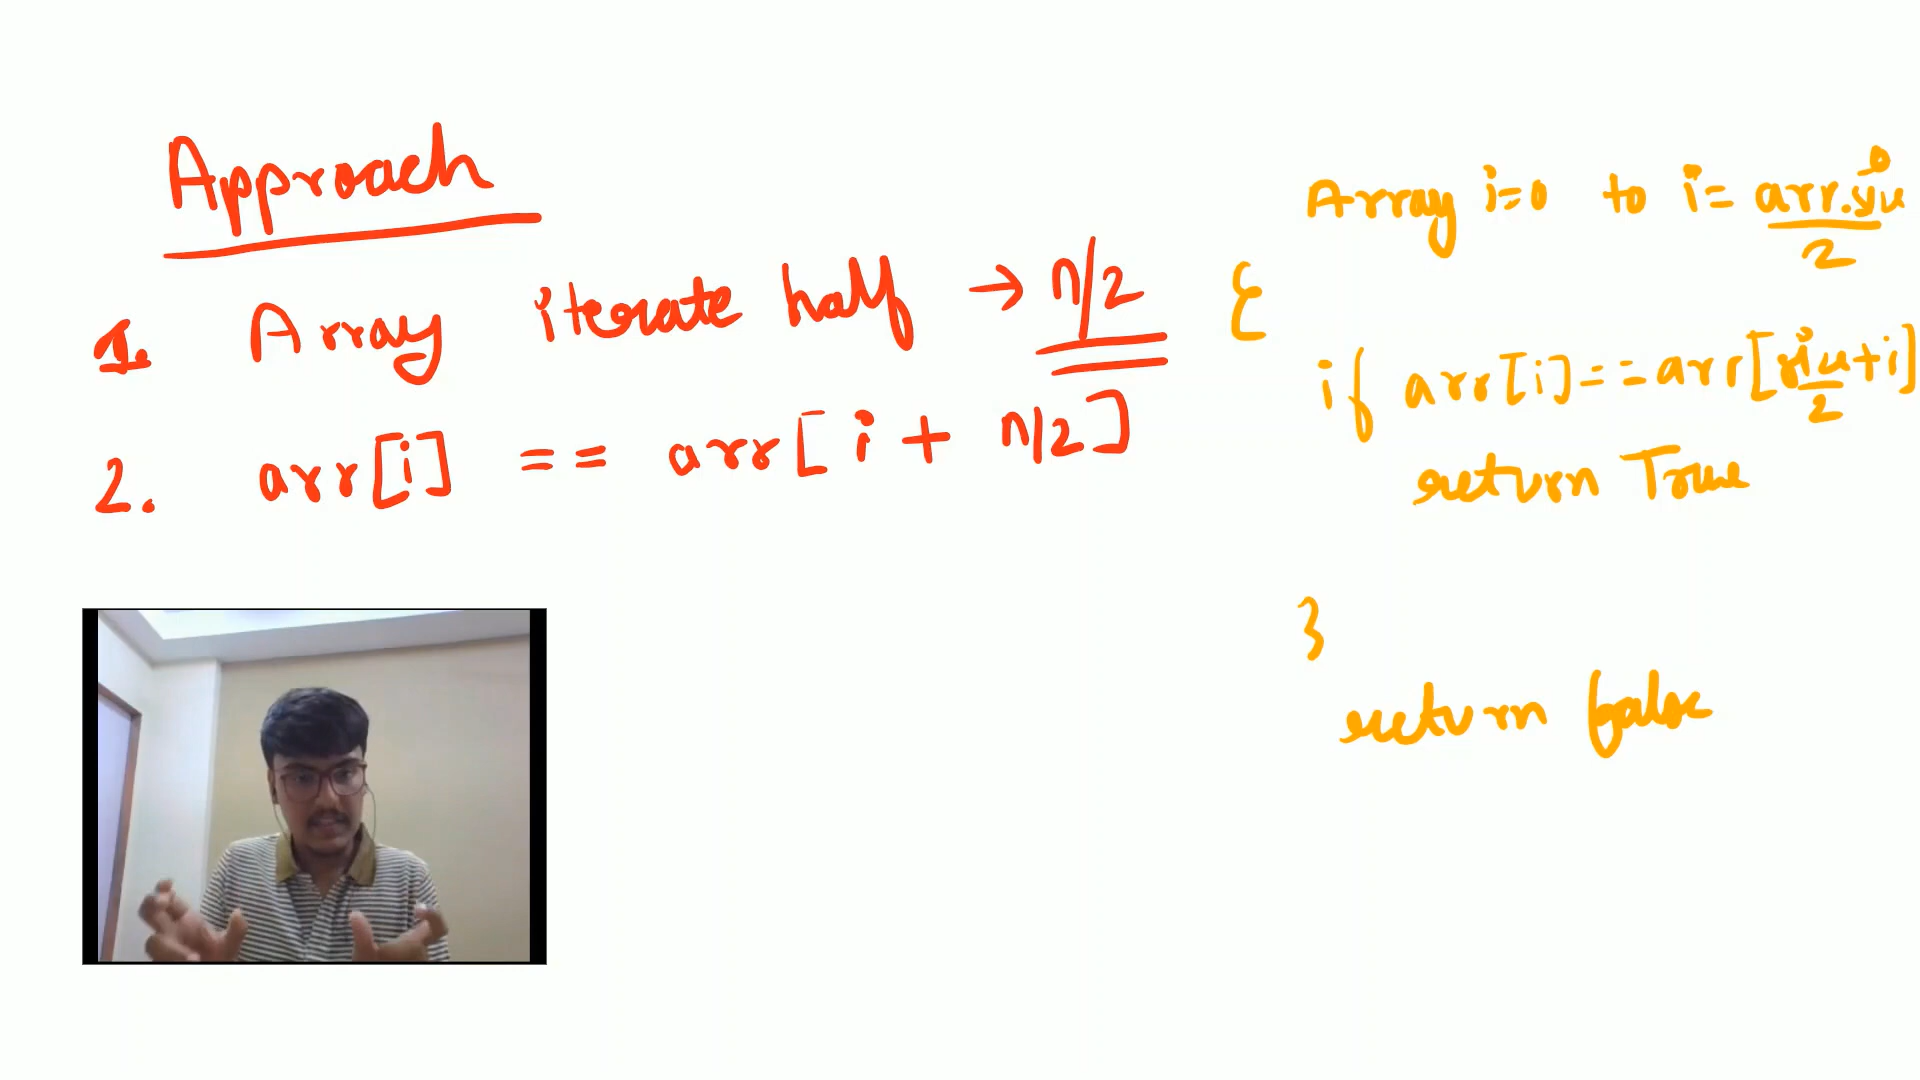 Approach
1. Array iterate half → n/2
2. arr[i] == arr[i + n/2]
Array i=0 to i= arr.size/2
{
if arr[i]==arr[size/2+i]
return True
}
return false